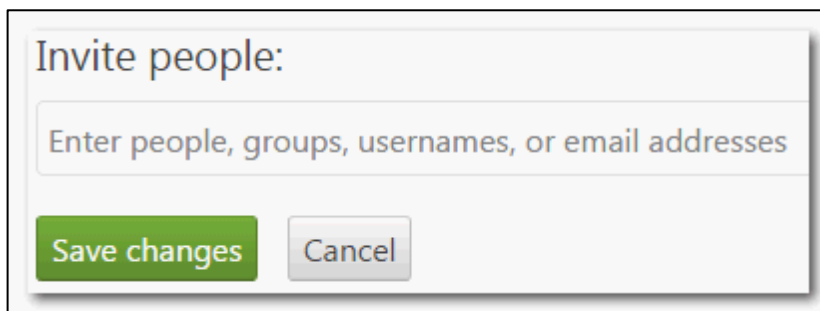 Invite people:
Enter people, groups, usernames, or email addresses
Save changes Cancel